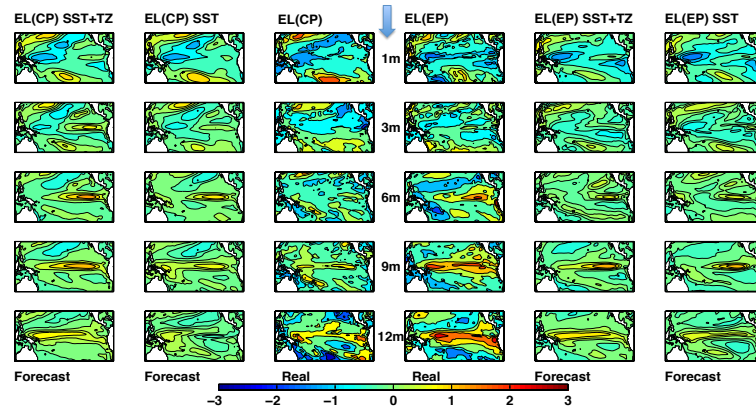 EL(CP) SST+TZ EL(CP) SST EL(CP) EL(EP) EL(EP) SST+TZ EL(EP) SST
1m
3m
6m
9m
12m
Forecast Forecast Real Real Forecast Forecast
−3 −2 −1 0 1 2 3